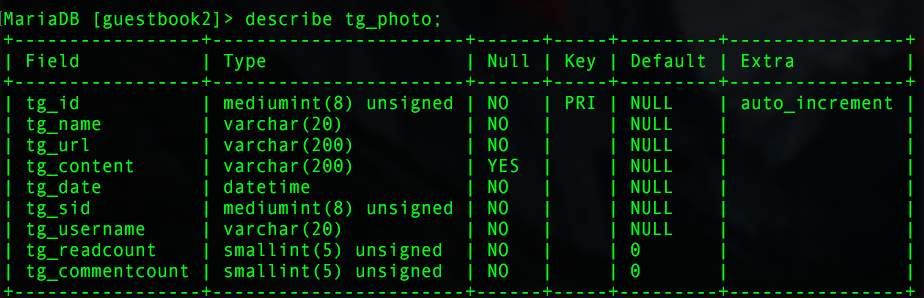 [MariaDB [guestbook2]> describe tg_photo;
+-----------------+-----------------------+------+-----+---------+----------------+
| Field | Type | Null | Key | Default | Extra |
+-----------------+-----------------------+------+-----+---------+----------------+
| tg_id | mediumint(8) unsigned | NO | PRI | NULL | auto_increment |
| tg_name | varchar(20) | NO | | NULL | |
| tg_url | varchar(200) | NO | | NULL | |
| tg_content | varchar(200) | YES | | NULL | |
| tg_date | datetime | NO | | NULL | |
| tg_sid | mediumint(8) unsigned | NO | | NULL | |
| tg_username | varchar(20) | NO | | NULL | |
| tg_readcount | smallint(5) unsigned | NO | | 0 | |
| tg_commentcount | smallint(5) unsigned | NO | | 0 | |
+-----------------+-----------------------+------+-----+---------+----------------+